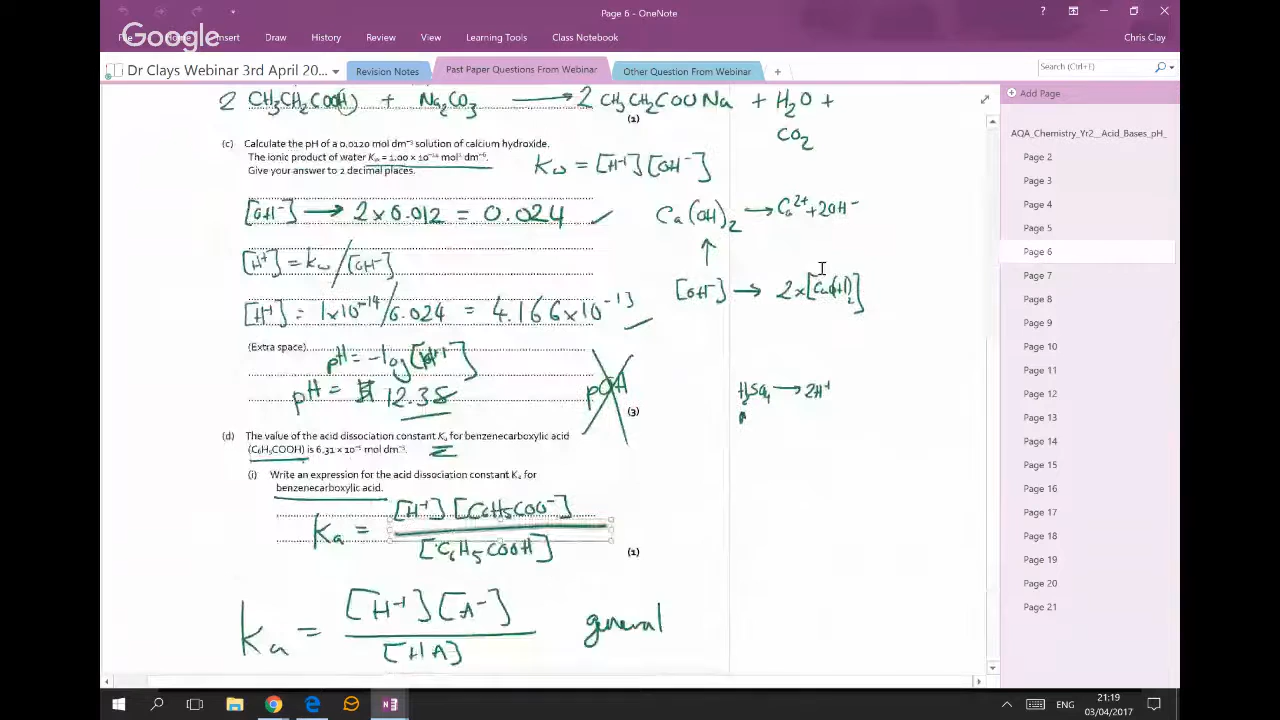 Page 6 - OneNote
Google
Insert Draw History Review View Learning Tools Class Notebook Chris Clay
Dr Clays Webinar 3rd April 20... Revision Notes Past Paper Questions From Webinar Other Question From Webinar + Search (Ctrl+E)
Add Page
2 CH3CH2COOH + Na2CO3 → 2 CH3CH2COONa + H2O +
CO2
(1)
(c) Calculate the pH of a 0.0120 mol dm⁻³ solution of calcium hydroxide.
The ionic product of water Kw = 1.00 × 10⁻¹⁴ mol² dm⁻⁶.
Give your answer to 2 decimal places.
Kw = [H+] [OH-]
[OH-] → 2 x 0.012 = 0.024 ✓
Ca(OH)2 → Ca2+ + 2OH-
[H+] = Kw/[OH-]
[OH-] → 2 x [Ca(OH)2]
[H+] = 1x10-14/0.024 = 4.166x10-13
(Extra space)
pH = -log[H+]
pH = 12.38
pOH
(3)
H2SO4 → 2H+
(d) The value of the acid dissociation constant Ka for benzenecarboxylic acid
(C6H5COOH) is 6.31 × 10⁻⁵ mol dm⁻³.
(i) Write an expression for the acid dissociation constant Ka for
benzenecarboxylic acid.
Ka = [H+] [C6H5COO-]
[C6H5COOH]
(1)
Ka = [H+] [A-] general
[HA]
AQA_Chemistry_Yr2__Acid_Bases_pH_
Page 2
Page 3
Page 4
Page 5
Page 6
Page 7
Page 8
Page 9
Page 10
Page 11
Page 12
Page 13
Page 14
Page 15
Page 16
Page 17
Page 18
Page 19
Page 20
Page 21
ENG
21:19
03/04/2017